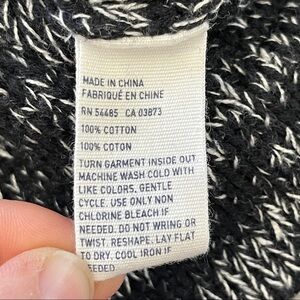 MADE IN CHINA
FABRIQUÉ EN CHINE
RN 54485 CA 03873
100% COTTON
100% COTON
TURN GARMENT INSIDE OUT
MACHINE WASH COLD WITH
LIKE COLORS, GENTLE
CYCLE. USE ONLY NON
CHLORINE BLEACH IF
NEEDED. DO NOT WRING OR
TWIST. RESHAPE. LAY FLAT
TO DRY. COOL IRON IF
EEDED